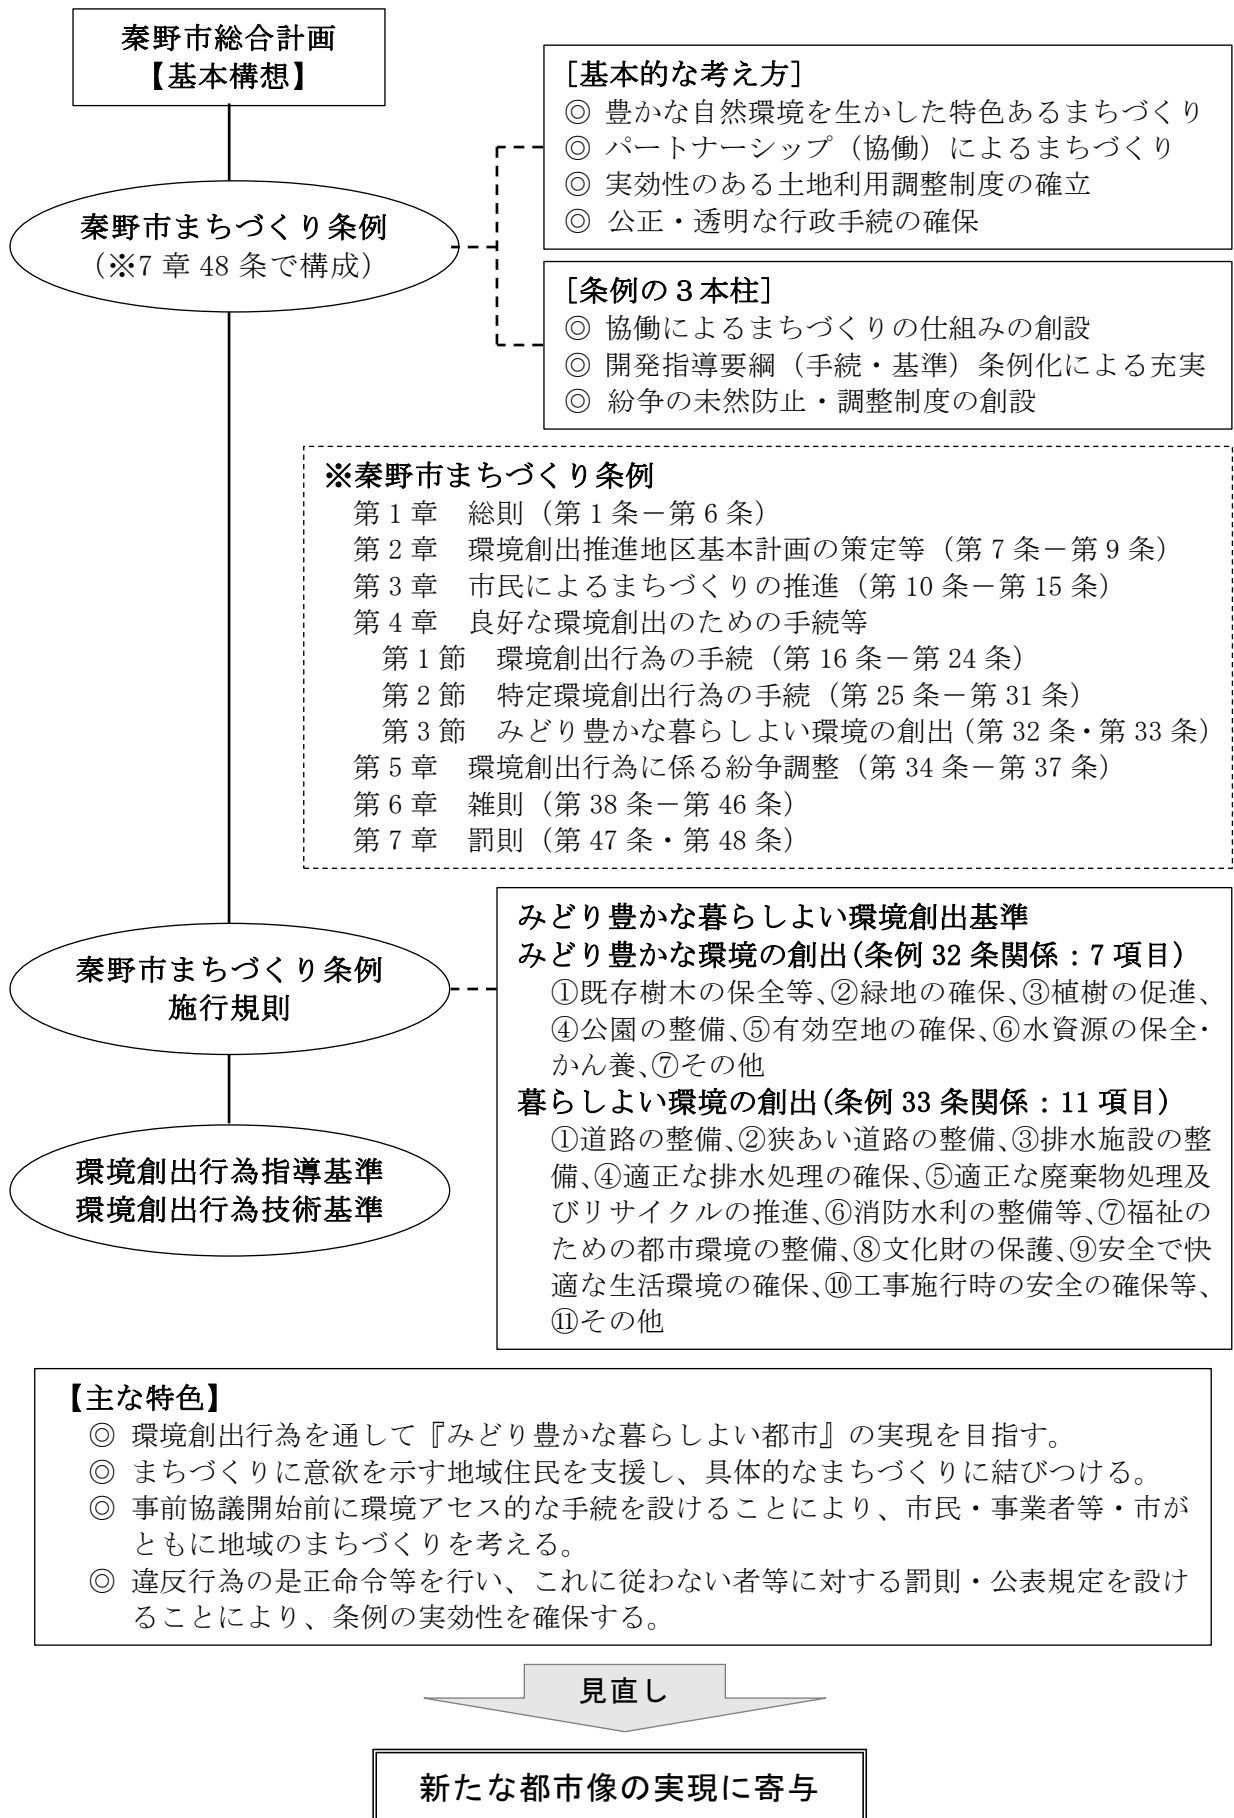 秦野市総合計画
【基本構想】
[基本的な考え方]
◎ 豊かな自然環境を生かした特色あるまちづくり
◎ パートナーシップ（協働）によるまちづくり
◎ 実効性のある土地利用調整制度の確立
◎ 公正・透明な行政手続の確保
秦野市まちづくり条例
（※7 章 48 条で構成）
[条例の３本柱]
◎ 協働によるまちづくりの仕組みの創設
◎ 開発指導要綱（手続・基準）条例化による充実
◎ 紛争の未然防止・調整制度の創設
※秦野市まちづくり条例
第 1 章　総則（第 1 条－第 6 条）
第 2 章　環境創出推進地区基本計画の策定等（第 7 条－第 9 条）
第 3 章　市民によるまちづくりの推進（第 10 条－第 15 条）
第 4 章　良好な環境創出のための手続等
第 1 節　環境創出行為の手続（第 16 条－第 24 条）
第 2 節　特定環境創出行為の手続（第 25 条－第 31 条）
第 3 節　みどり豊かな暮らしよい環境の創出（第 32 条・第 33 条）
第 5 章　環境創出行為に係る紛争調整（第 34 条－第 37 条）
第 6 章　雑則（第 38 条－第 46 条）
第 7 章　罰則（第 47 条・第 48 条）
秦野市まちづくり条例
施行規則
みどり豊かな暮らしよい環境創出基準
みどり豊かな環境の創出(条例 32 条関係：7 項目)
①既存樹木の保全等、②緑地の確保、③植樹の促進、
④公園の整備、⑤有効空地の確保、⑥水資源の保全・
かん養、⑦その他
暮らしよい環境の創出(条例 33 条関係：11 項目)
①道路の整備、②狭あい道路の整備、③排水施設の整
備、④適正な排水処理の確保、⑤適正な廃棄物処理及
びリサイクルの推進、⑥消防水利の整備等、⑦福祉の
ための都市環境の整備、⑧文化財の保護、⑨安全で快
適な生活環境の確保、⑩工事施行時の安全の確保等、
⑪その他
環境創出行為指導基準
環境創出行為技術基準
【主な特色】
◎ 環境創出行為を通して『みどり豊かな暮らしよい都市』の実現を目指す。
◎ まちづくりに意欲を示す地域住民を支援し、具体的なまちづくりに結びつける。
◎ 事前協議開始前に環境アセス的な手続を設けることにより、市民・事業者等・市が
ともに地域のまちづくりを考える。
◎ 違反行為の是正命令等を行い、これに従わない者等に対する罰則・公表規定を設け
ることにより、条例の実効性を確保する。
見直し
新たな都市像の実現に寄与